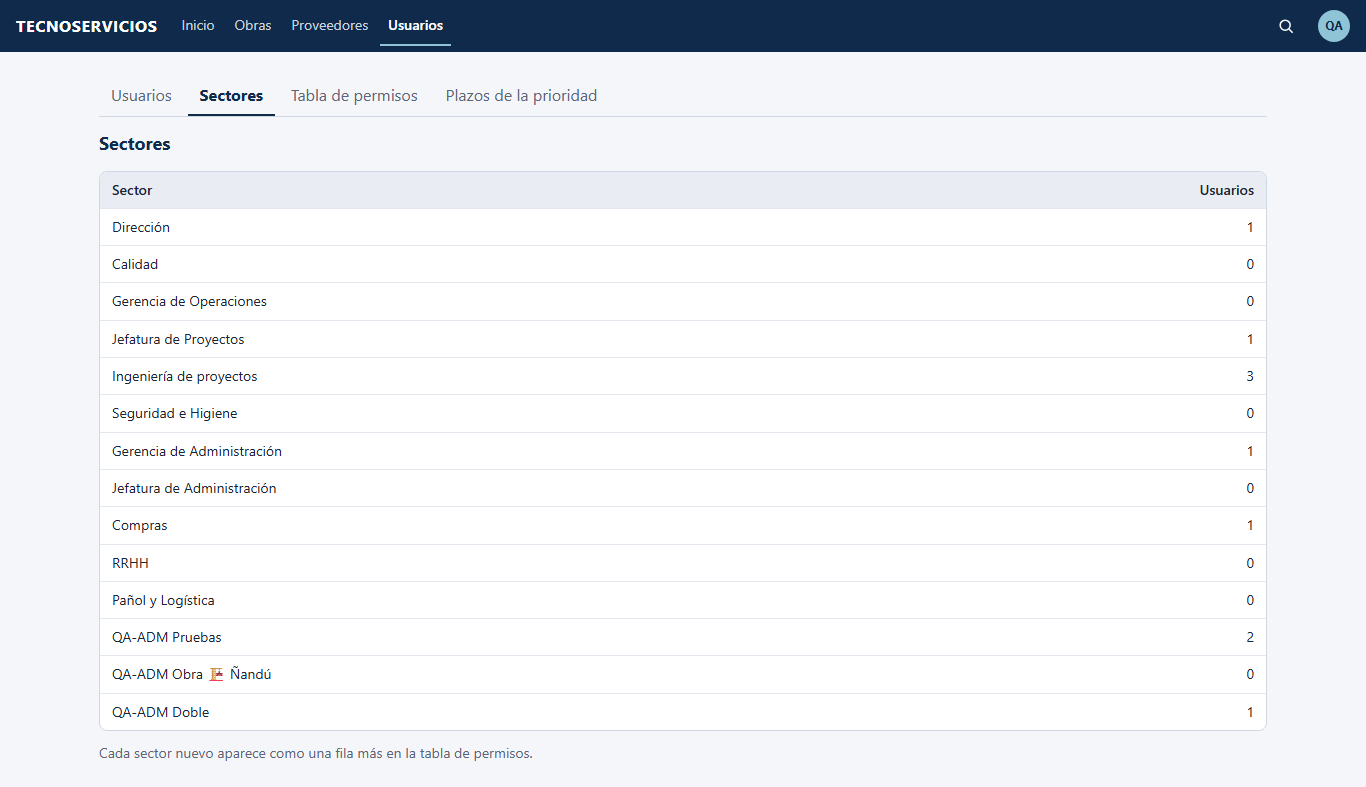 TECNOSERVICIOS Inicio Obras Proveedores Usuarios QA
Usuarios Sectores Tabla de permisos Plazos de la prioridad
Sectores
Sector Usuarios
Dirección 1
Calidad 0
Gerencia de Operaciones 0
Jefatura de Proyectos 1
Ingeniería de proyectos 3
Seguridad e Higiene 0
Gerencia de Administración 1
Jefatura de Administración 0
Compras 1
RRHH 0
Pañol y Logística 0
QA-ADM Pruebas 2
QA-ADM Obra 🏗️ Ñandú 0
QA-ADM Doble 1
Cada sector nuevo aparece como una fila más en la tabla de permisos.